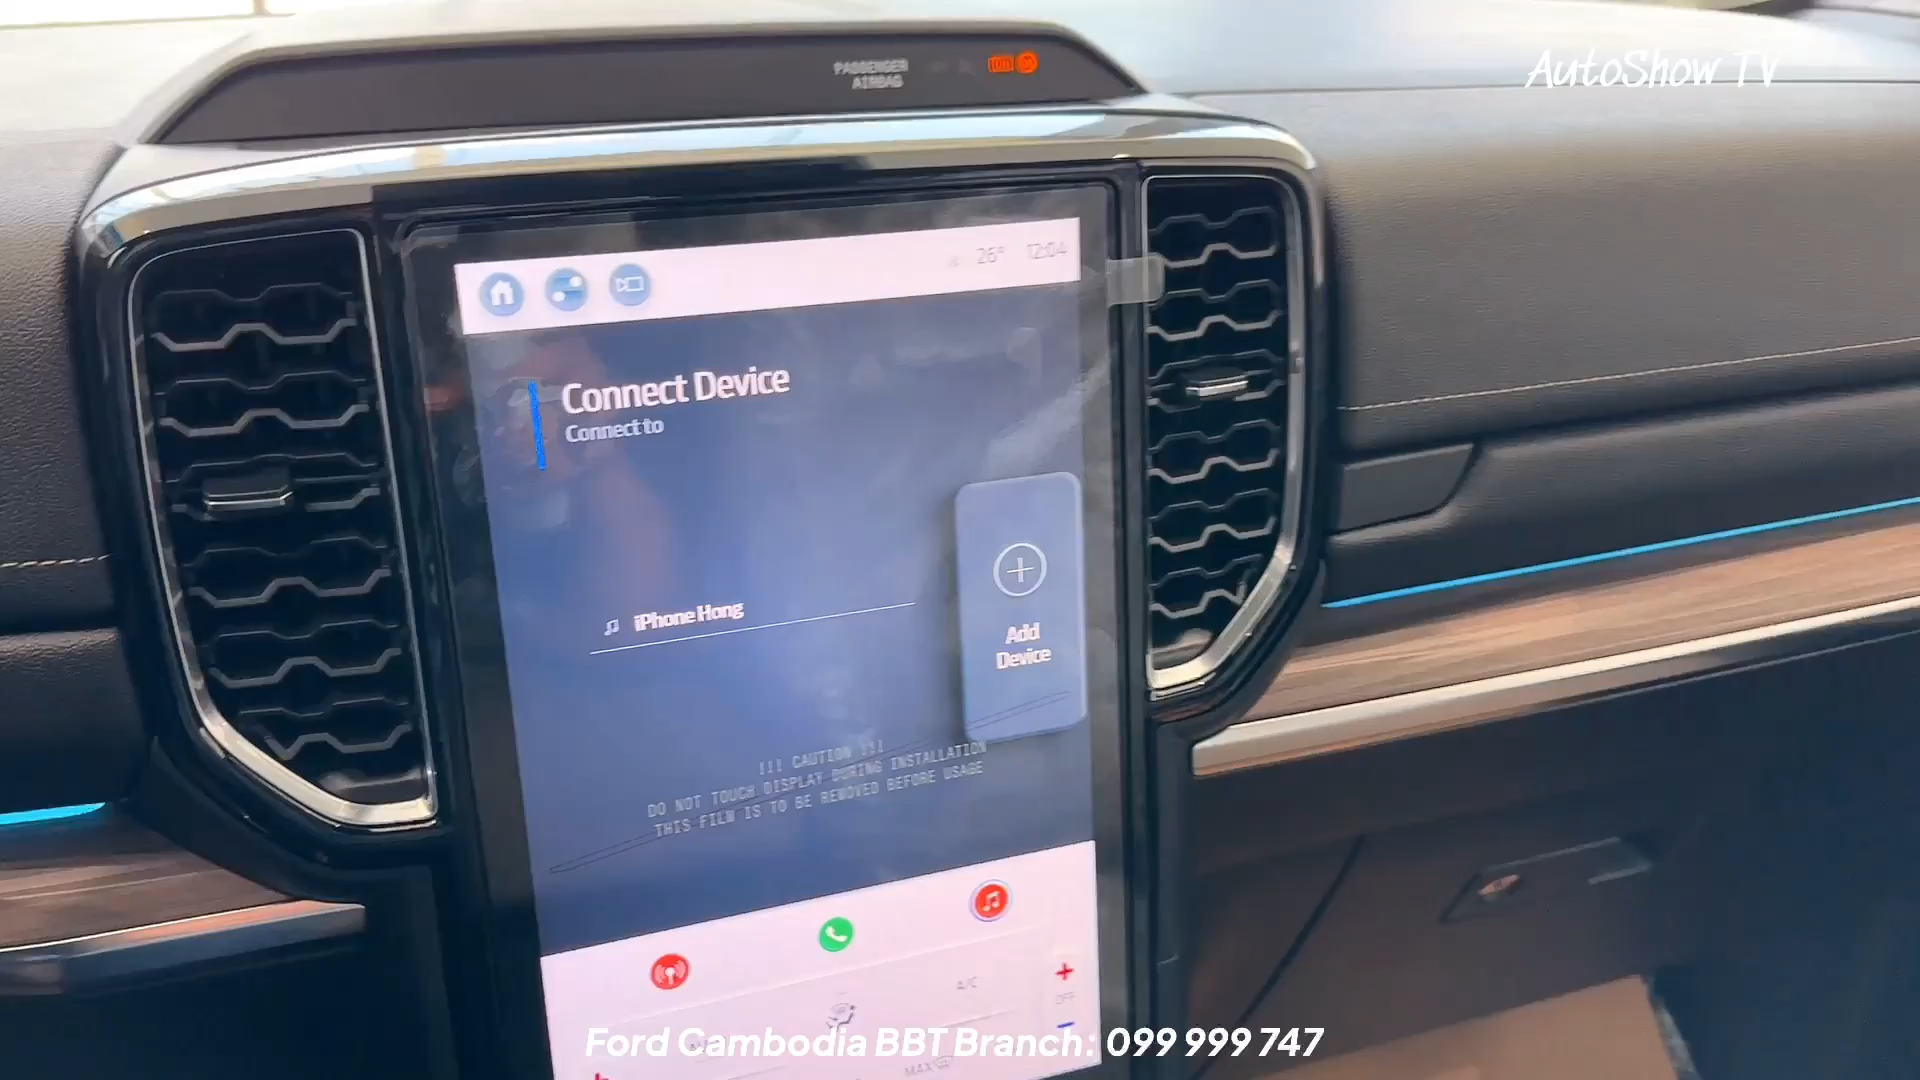 AutoShow TV
PASSENGER
AIRBAG
26° 12:04
Connect Device
Connect to
iPhone Hong
Add
Device
!!! CAUTION !!!
DO NOT TOUCH DISPLAY DURING INSTALLATION
THIS FILM IS TO BE REMOVED BEFORE USAGE
A/C
OFF
Ford Cambodia BBT Branch: 099 999 747
MAX